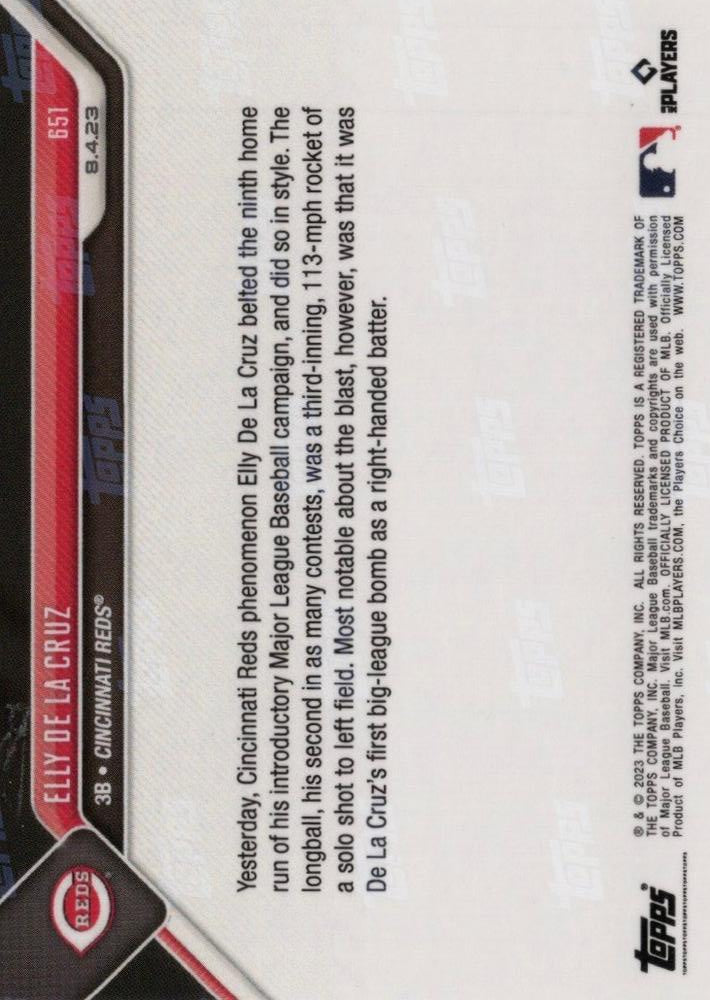 ELLY DE LA CRUZ 651
3B • CINCINNATI REDS® 8.4.23
REDS
Yesterday, Cincinnati Reds phenomenon Elly De La Cruz belted the ninth home
run of his introductory Major League Baseball campaign, and did so in style. The
longball, his second in as many contests, was a third-inning, 113-mph rocket of
a solo shot to left field. Most notable about the blast, however, was that it was
De La Cruz's first big-league bomb as a right-handed batter.
topps®
® & © 2023 THE TOPPS COMPANY, INC. ALL RIGHTS RESERVED. TOPPS IS A REGISTERED TRADEMARK OF
THE TOPPS COMPANY, INC. Major League Baseball trademarks and copyrights are used with permission
of Major League Baseball. Visit MLB.com. OFFICIALLY LICENSED PRODUCT OF MLB. Officially Licensed
Product of MLB Players, Inc. Visit MLBPLAYERS.COM, the Players Choice on the web. WWW.TOPPS.COM
MLB PLAYERS